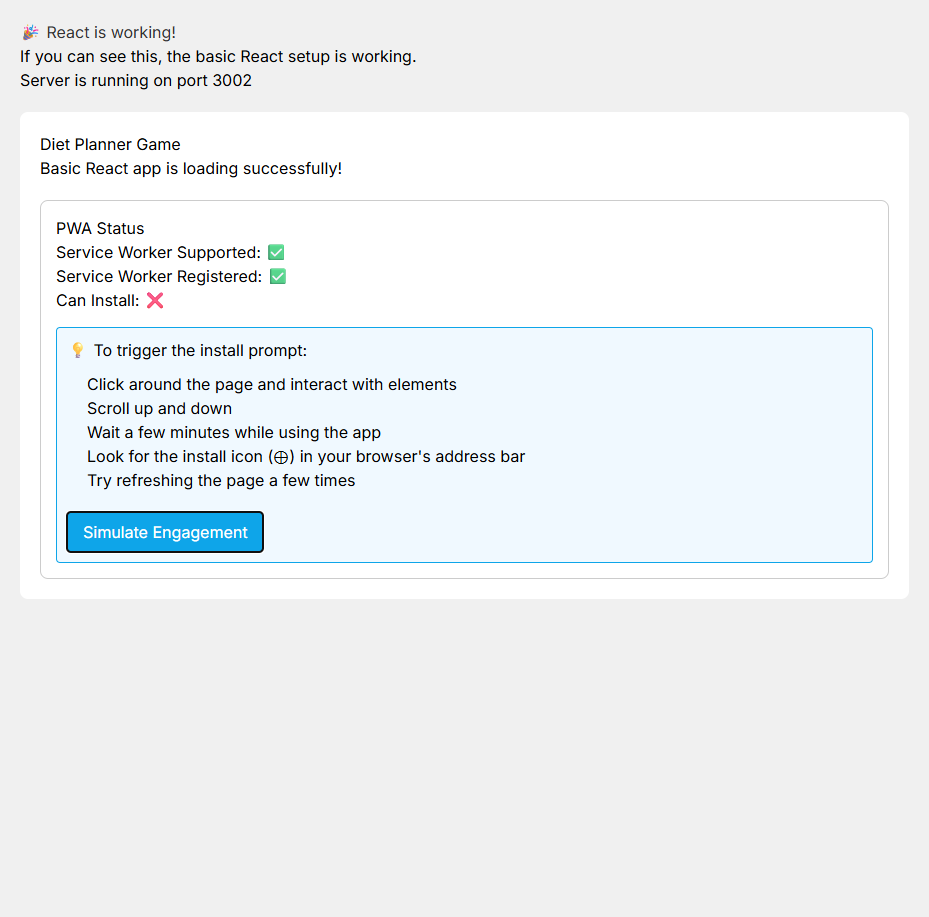 🎉 React is working!
If you can see this, the basic React setup is working.
Server is running on port 3002
Diet Planner Game
Basic React app is loading successfully!
PWA Status
Service Worker Supported: ✅
Service Worker Registered: ✅
Can Install: ❌
💡 To trigger the install prompt:
Click around the page and interact with elements
Scroll up and down
Wait a few minutes while using the app
Look for the install icon (⊕) in your browser's address bar
Try refreshing the page a few times
Simulate Engagement